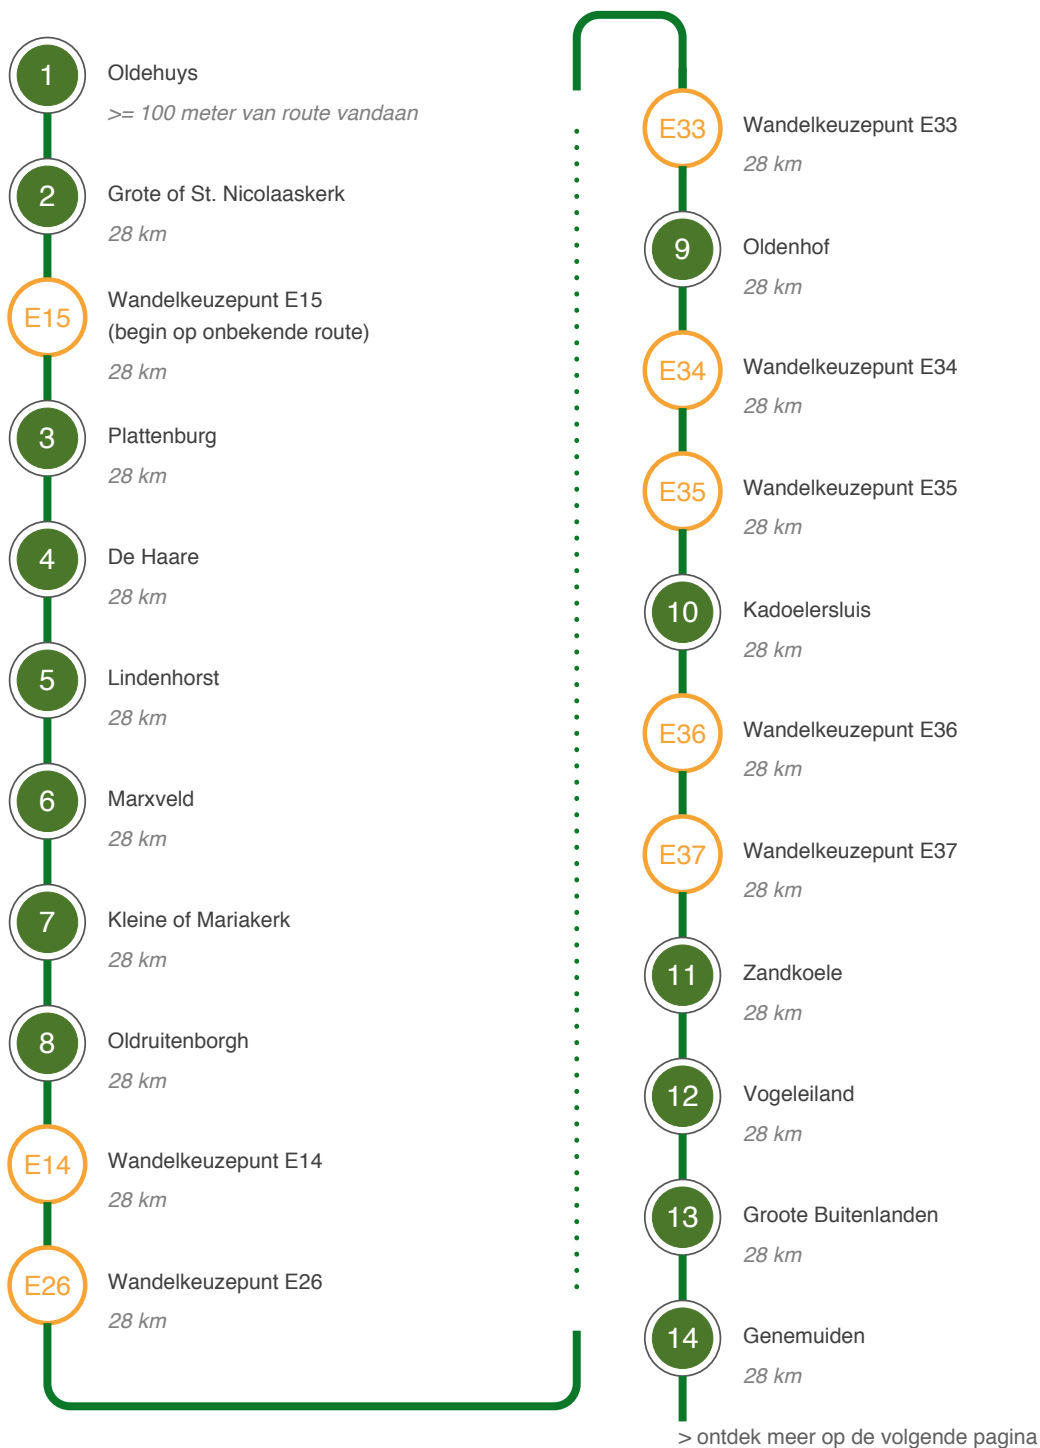 1
Oldehuys
>= 100 meter van route vandaan
2
Grote of St. Nicolaaskerk
28 km
E15
Wandelkeuzepunt E15
(begin op onbekende route)
28 km
3
Plattenburg
28 km
4
De Haare
28 km
5
Lindenhorst
28 km
6
Marxveld
28 km
7
Kleine of Mariakerk
28 km
8
Oldruitenborgh
28 km
E14
Wandelkeuzepunt E14
28 km
E26
Wandelkeuzepunt E26
28 km
E33
Wandelkeuzepunt E33
28 km
9
Oldenhof
28 km
E34
Wandelkeuzepunt E34
28 km
E35
Wandelkeuzepunt E35
28 km
10
Kadoelersluis
28 km
E36
Wandelkeuzepunt E36
28 km
E37
Wandelkeuzepunt E37
28 km
11
Zandkoele
28 km
12
Vogeleiland
28 km
13
Groote Buitenlanden
28 km
14
Genemuiden
28 km
> ontdek meer op de volgende pagina